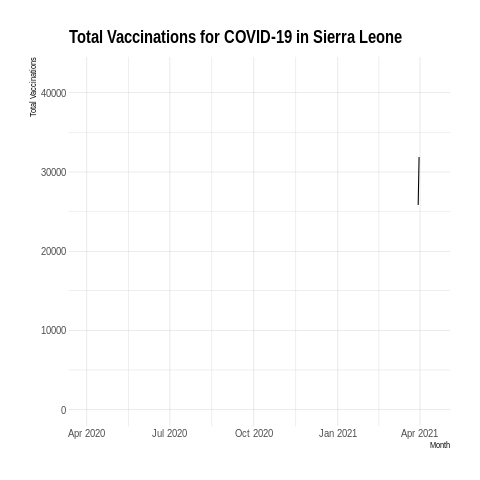 Total Vaccinations for COVID-19 in Sierra Leone
Total Vaccinations
40000
30000
20000
10000
0
Apr 2020 Jul 2020 Oct 2020 Jan 2021 Apr 2021
Month